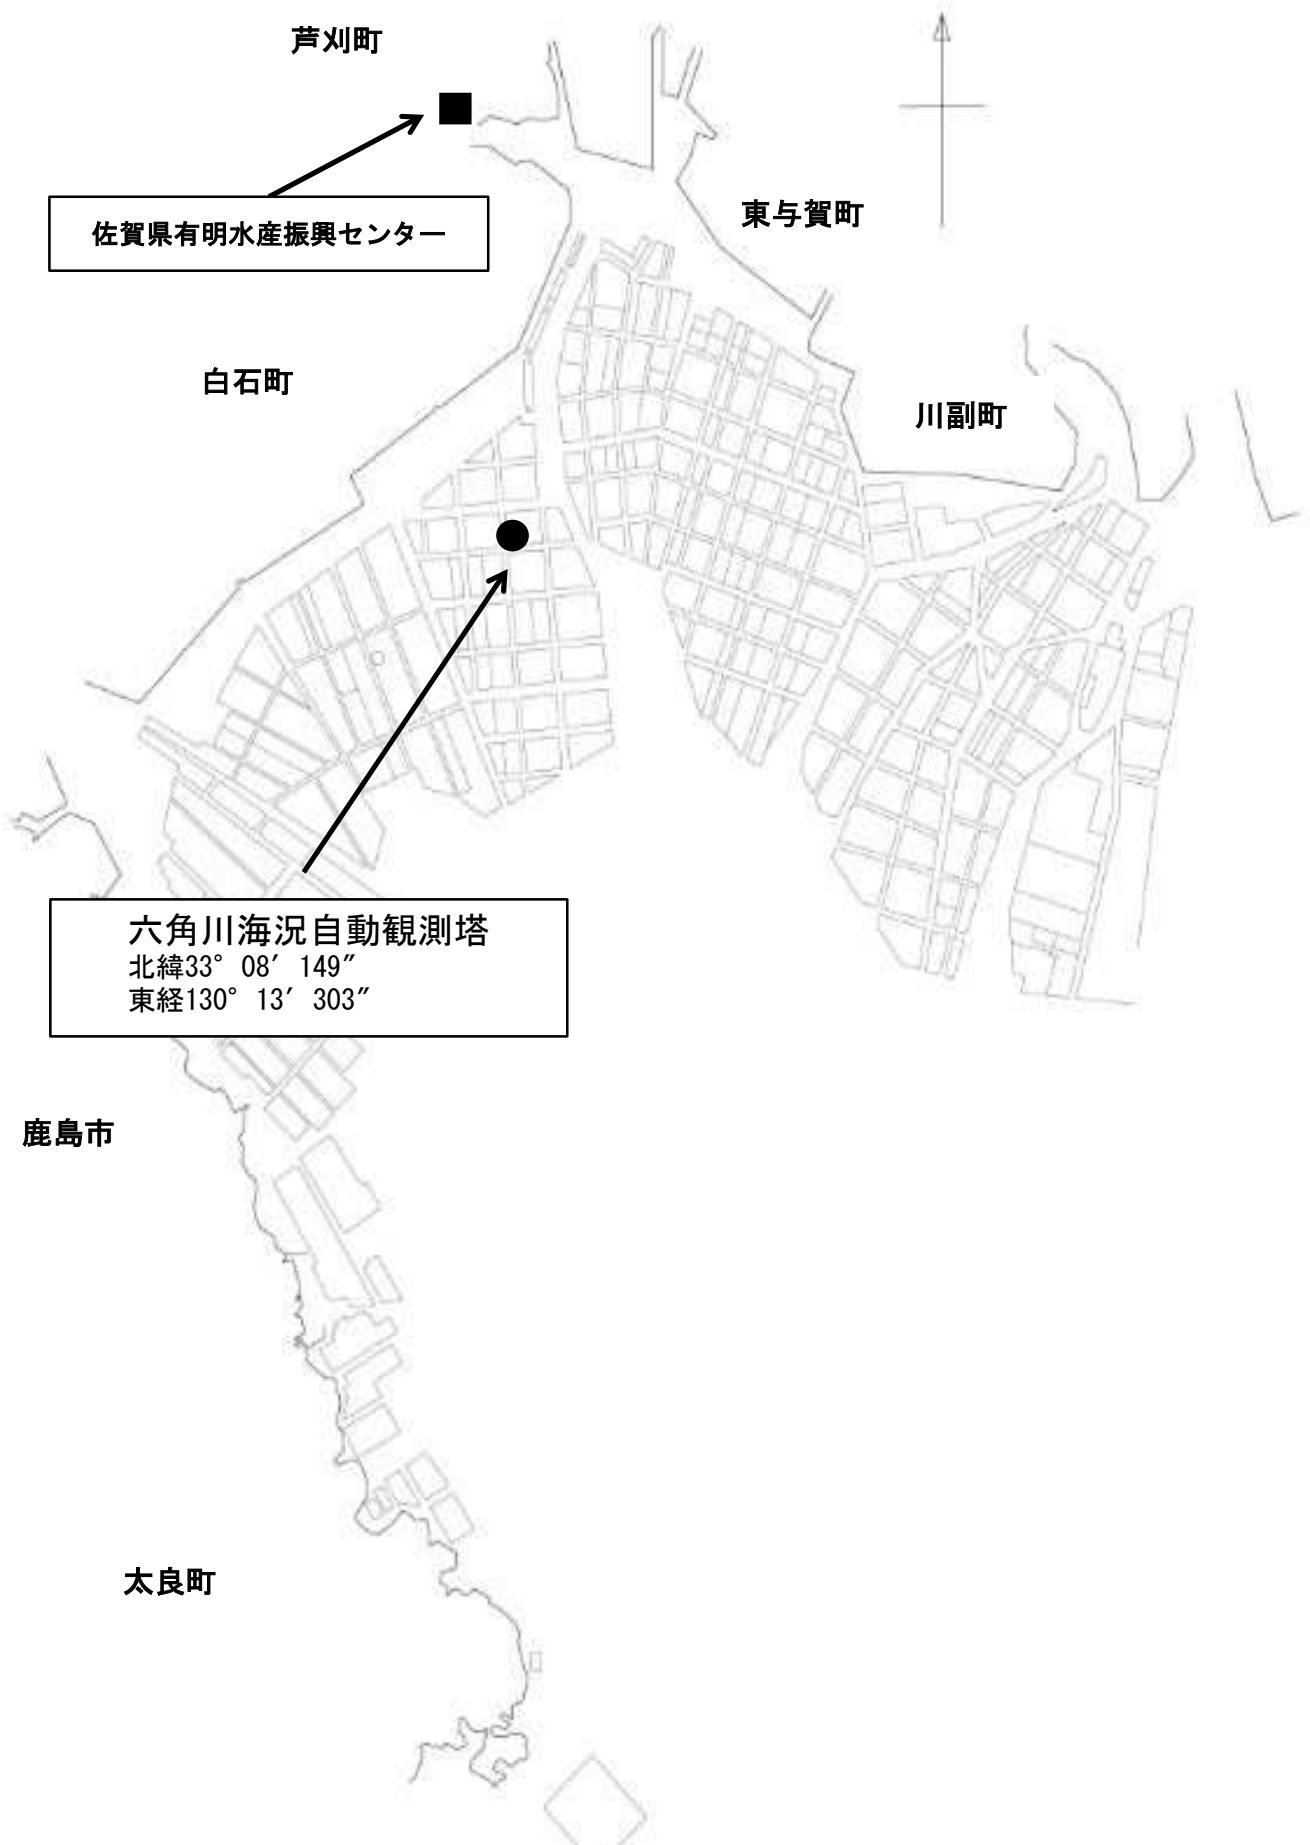 芦刈町
佐賀県有明水産振興センター
東与賀町
白石町
川副町
六角川海況自動観測塔
北緯33° 08′ 149″
東経130° 13′ 303″
鹿島市
太良町